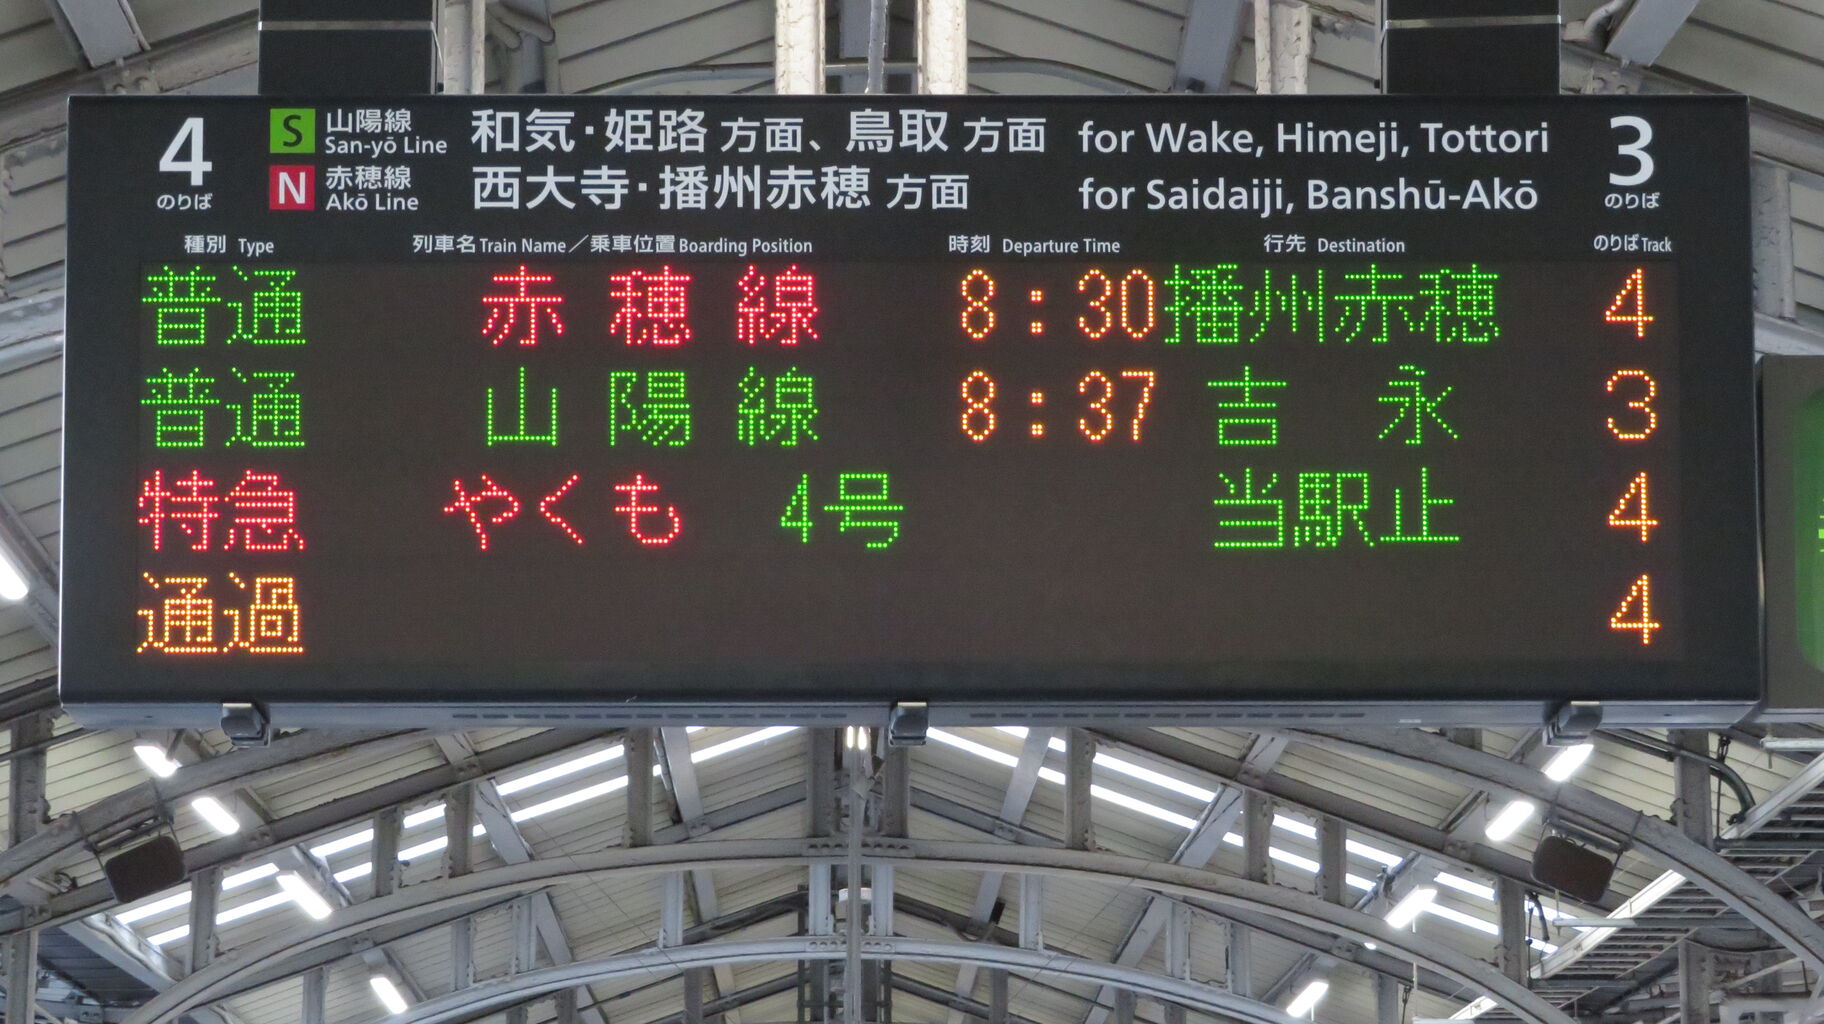 4 のりば S 山陽線 San-yō Line 和気・姫路 方面、鳥取 方面 for Wake, Himeji, Tottori 3 のりば
N 赤穂線 Akō Line 西大寺・播州赤穂 方面 for Saidaiji, Banshū-Akō
種別 Type 列車名 Train Name／乗車位置 Boarding Position 時刻 Departure Time 行先 Destination のりば Track
普通 赤穂線 8:30 播州赤穂 4
普通 山陽線 8:37 吉永 3
特急 やくも 4号 当駅止 4
通過 4